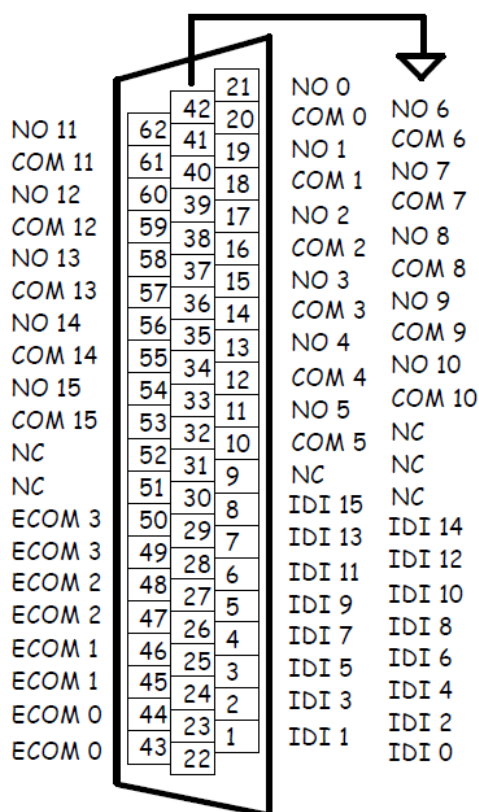 NO 11
COM 11
NO 12
COM 12
NO 13
COM 13
NO 14
COM 14
NO 15
COM 15
NC
NC
ECOM 3
ECOM 3
ECOM 2
ECOM 2
ECOM 1
ECOM 1
ECOM 0
ECOM 0
62
61
60
59
58
57
56
55
54
53
52
51
50
49
48
47
46
45
44
43
42
41
40
39
38
37
36
35
34
33
32
31
30
29
28
27
26
25
24
23
22
21
20
19
18
17
16
15
14
13
12
11
10
9
8
7
6
5
4
3
2
1
NO 0
COM 0
NO 1
COM 1
NO 2
COM 2
NO 3
COM 3
NO 4
COM 4
NO 5
COM 5
NC
IDI 15
IDI 13
IDI 11
IDI 9
IDI 7
IDI 5
IDI 3
IDI 1
NO 6
COM 6
NO 7
COM 7
NO 8
COM 8
NO 9
COM 9
NO 10
COM 10
NC
NC
NC
IDI 14
IDI 12
IDI 10
IDI 8
IDI 6
IDI 4
IDI 2
IDI 0